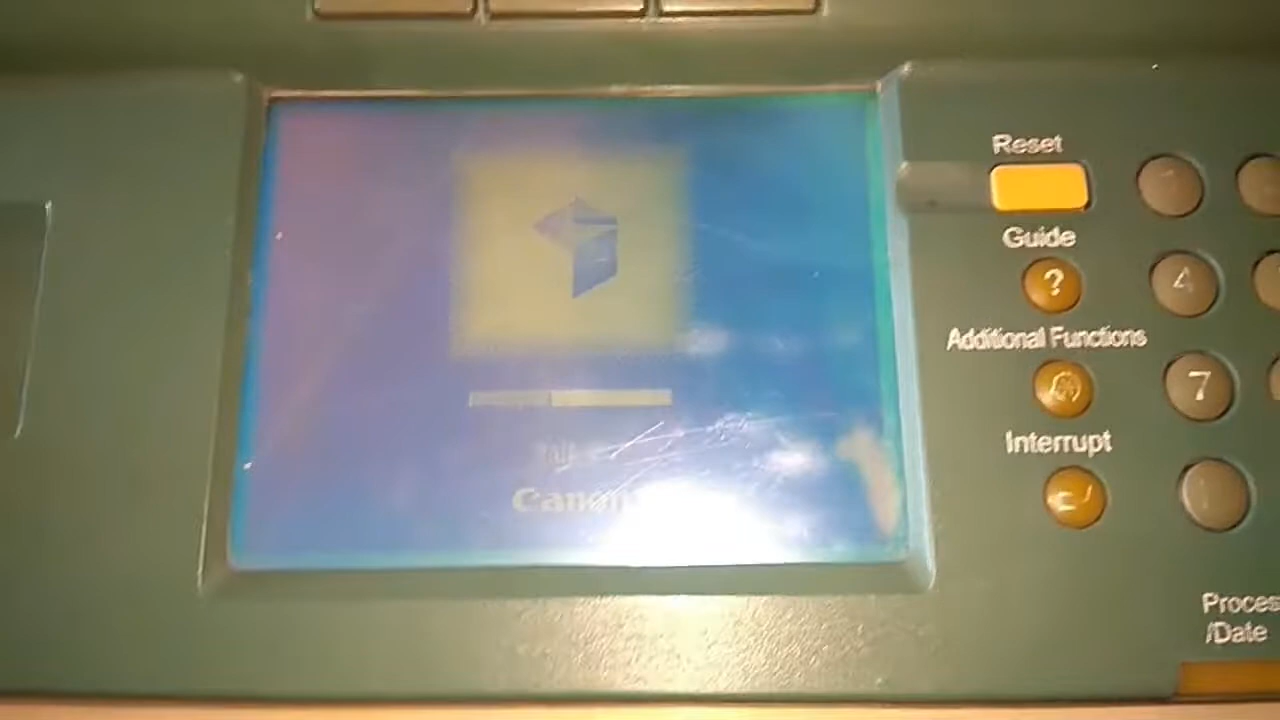 Reset
Guide
?
4
Additional Functions
7
Interrupt
Canon
Proces
/Date